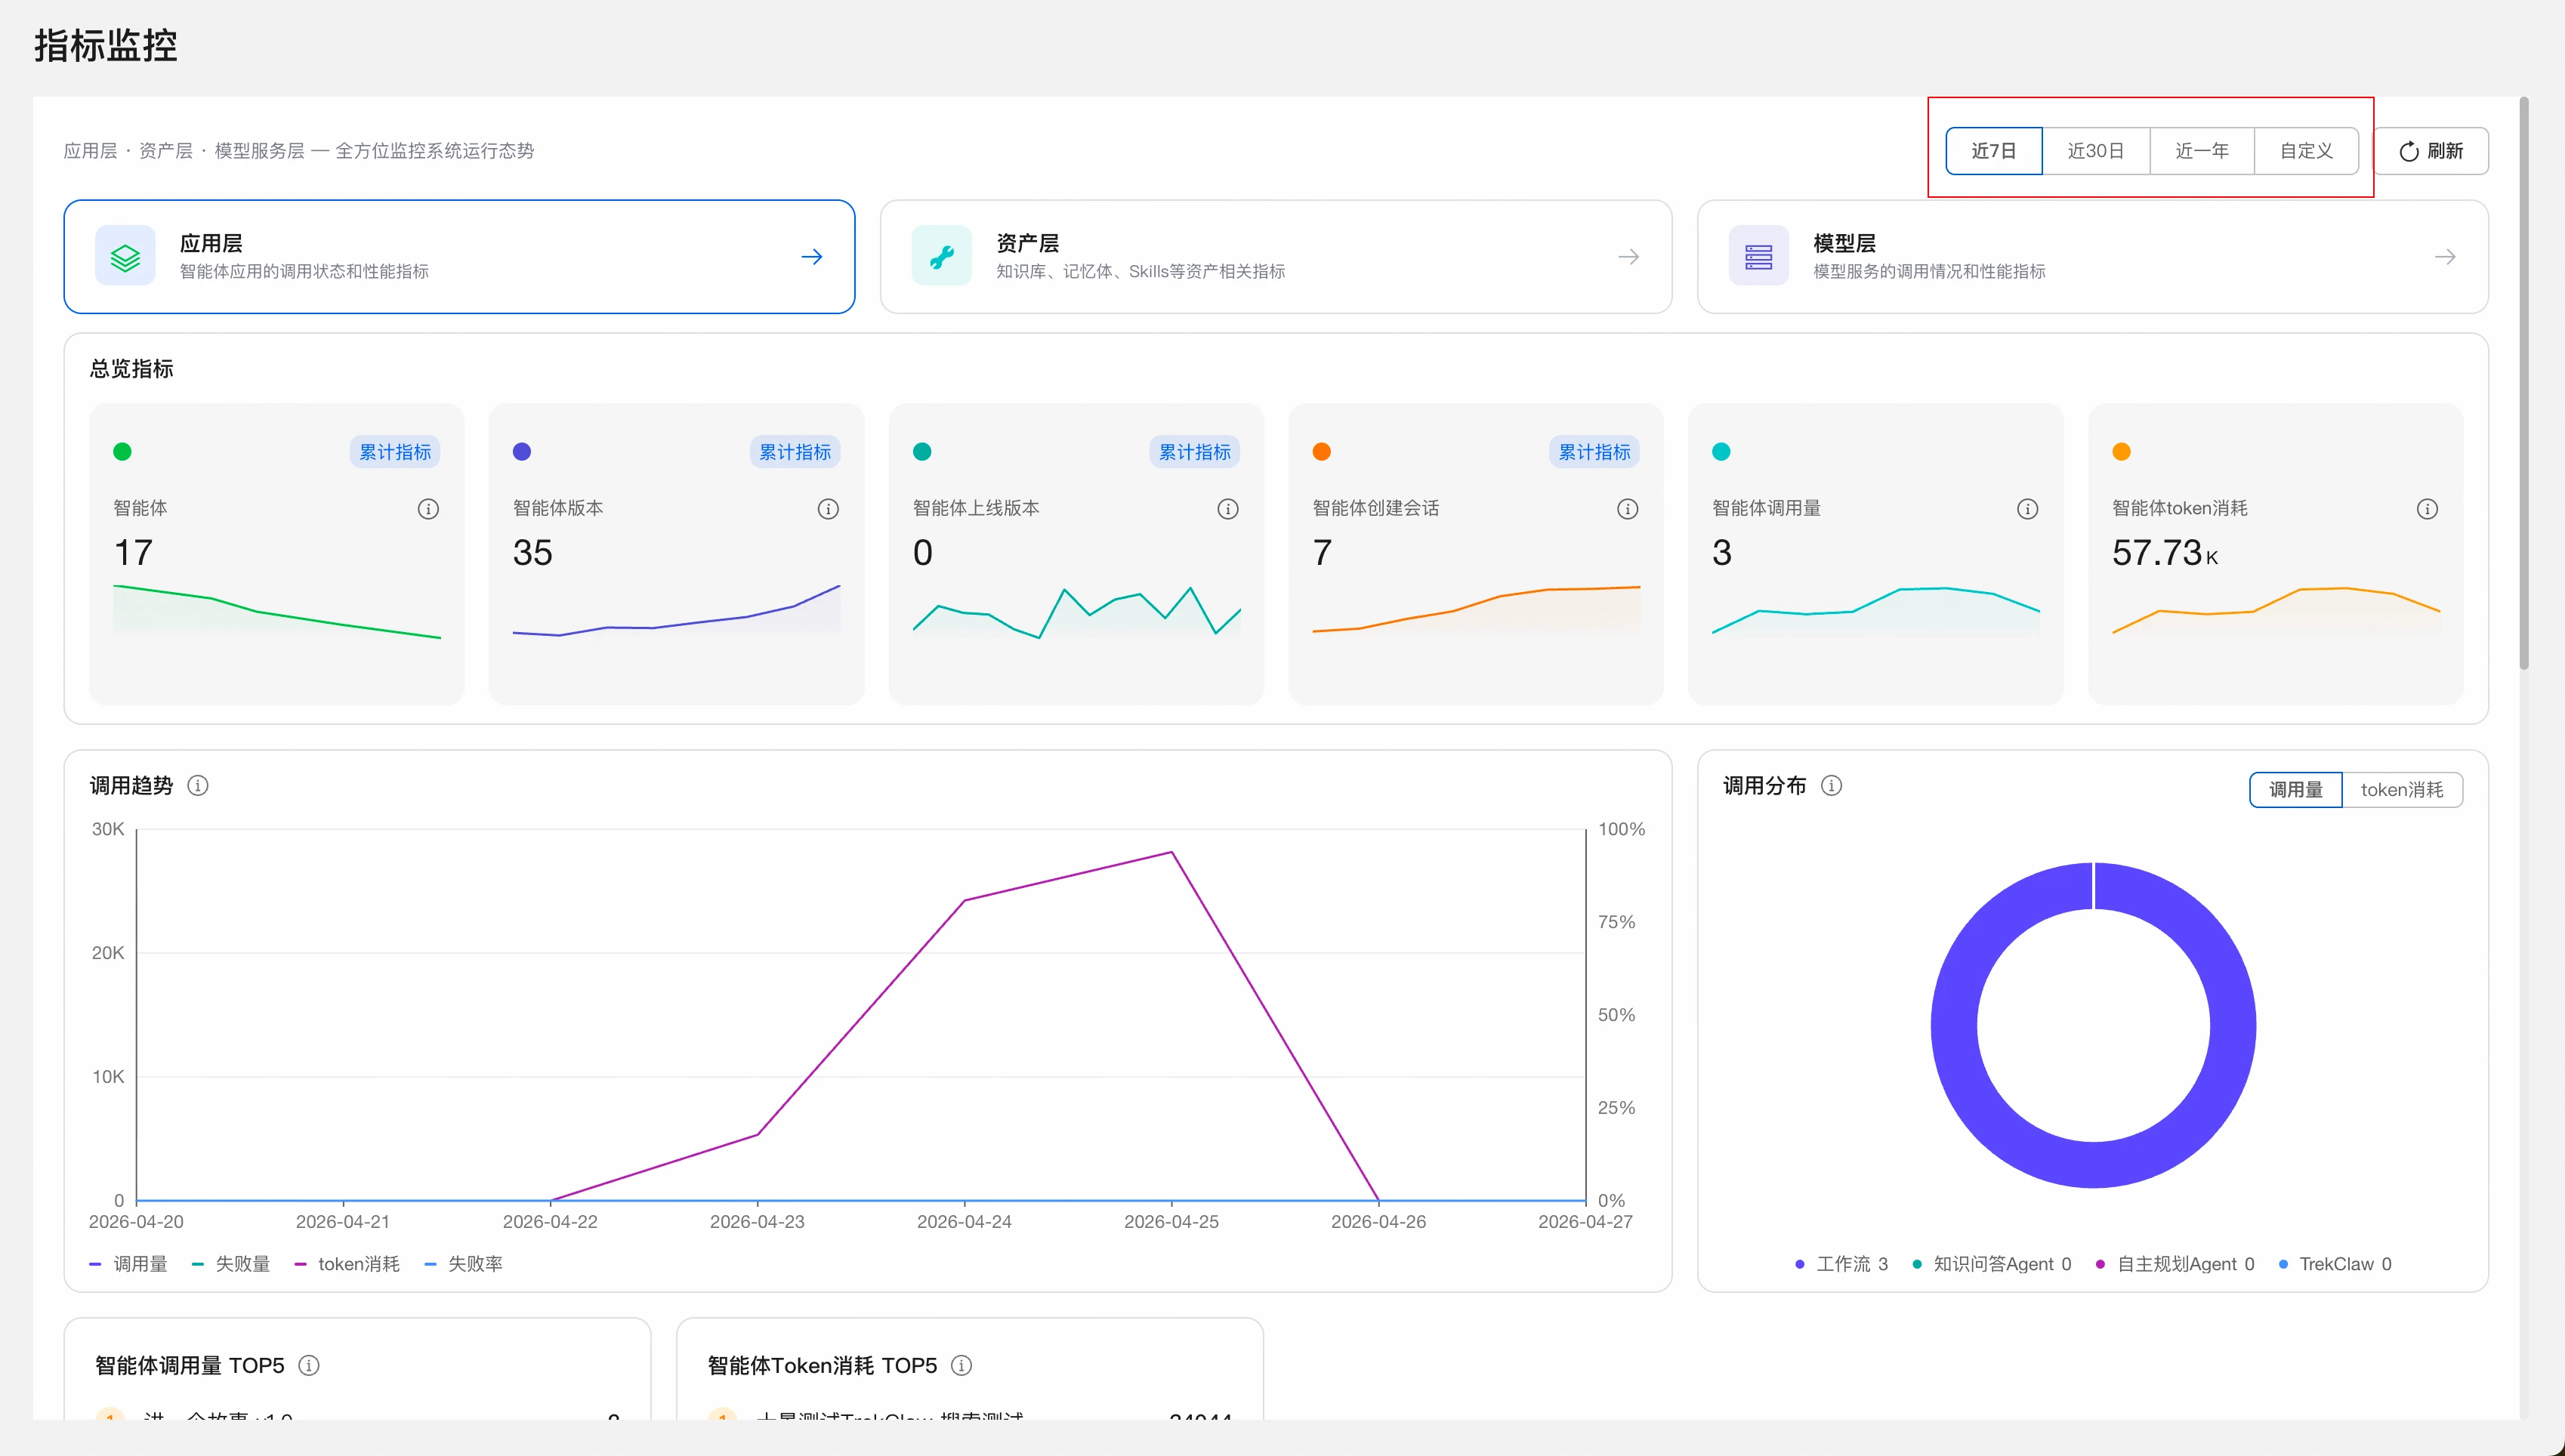 指标监控
应用层 · 资产层 · 模型服务层 — 全方位监控系统运行态势
近7日 近30日 近一年 自定义 刷新
应用层
智能体应用的调用状态和性能指标
资产层
知识库、记忆体、Skills等资产相关指标
模型层
模型服务的调用情况和性能指标
总览指标
累计指标
智能体
17
累计指标
智能体版本
35
累计指标
智能体上线版本
0
累计指标
智能体创建会话
7
智能体调用量
3
智能体token消耗
57.73K
调用趋势
30K
20K
10K
0
100%
75%
50%
25%
0%
2026-04-20 2026-04-21 2026-04-22 2026-04-23 2026-04-24 2026-04-25 2026-04-26 2026-04-27
调用量 失败量 token消耗 失败率
调用分布
调用量 token消耗
工作流 3 知识问答Agent 0 自主规划Agent 0 TrekClaw 0
智能体调用量 TOP5
智能体Token消耗 TOP5